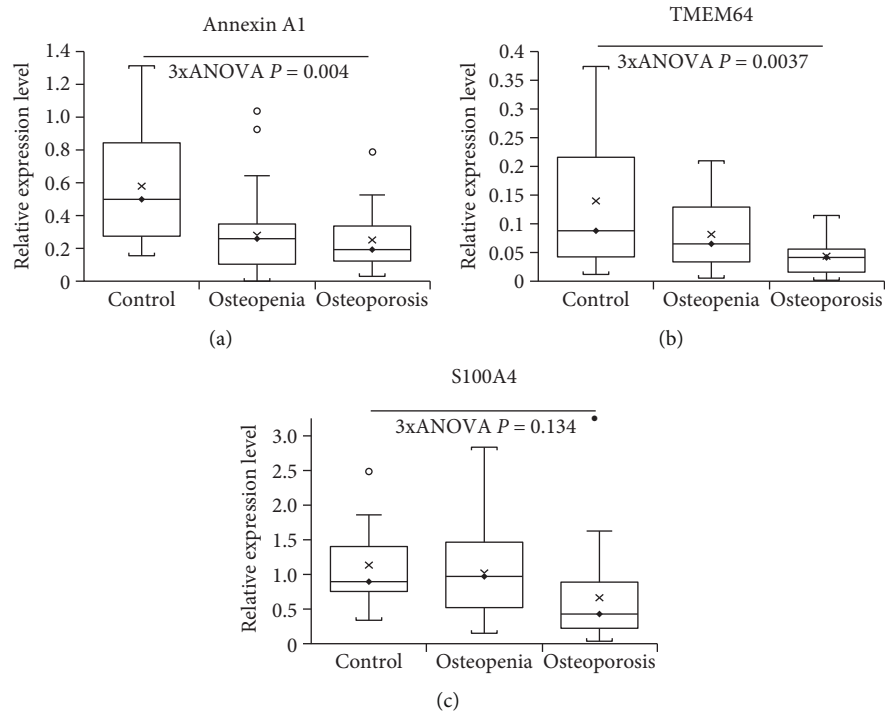 Annexin A1
1.4
1.2
1.0
0.8
0.6
0.4
0.2
0
Relative expression level
3xANOVA P = 0.004
Control
Osteopenia
Osteoporosis
(a)
TMEM64
0.4
0.35
0.3
0.25
0.2
0.15
0.1
0.05
0
Relative expression level
3xANOVA P = 0.0037
Control
Osteopenia
Osteoporosis
(b)
S100A4
3.0
2.5
2.0
1.5
1.0
0.5
0
Relative expression level
3xANOVA P = 0.134
Control
Osteopenia
Osteoporosis
(c)